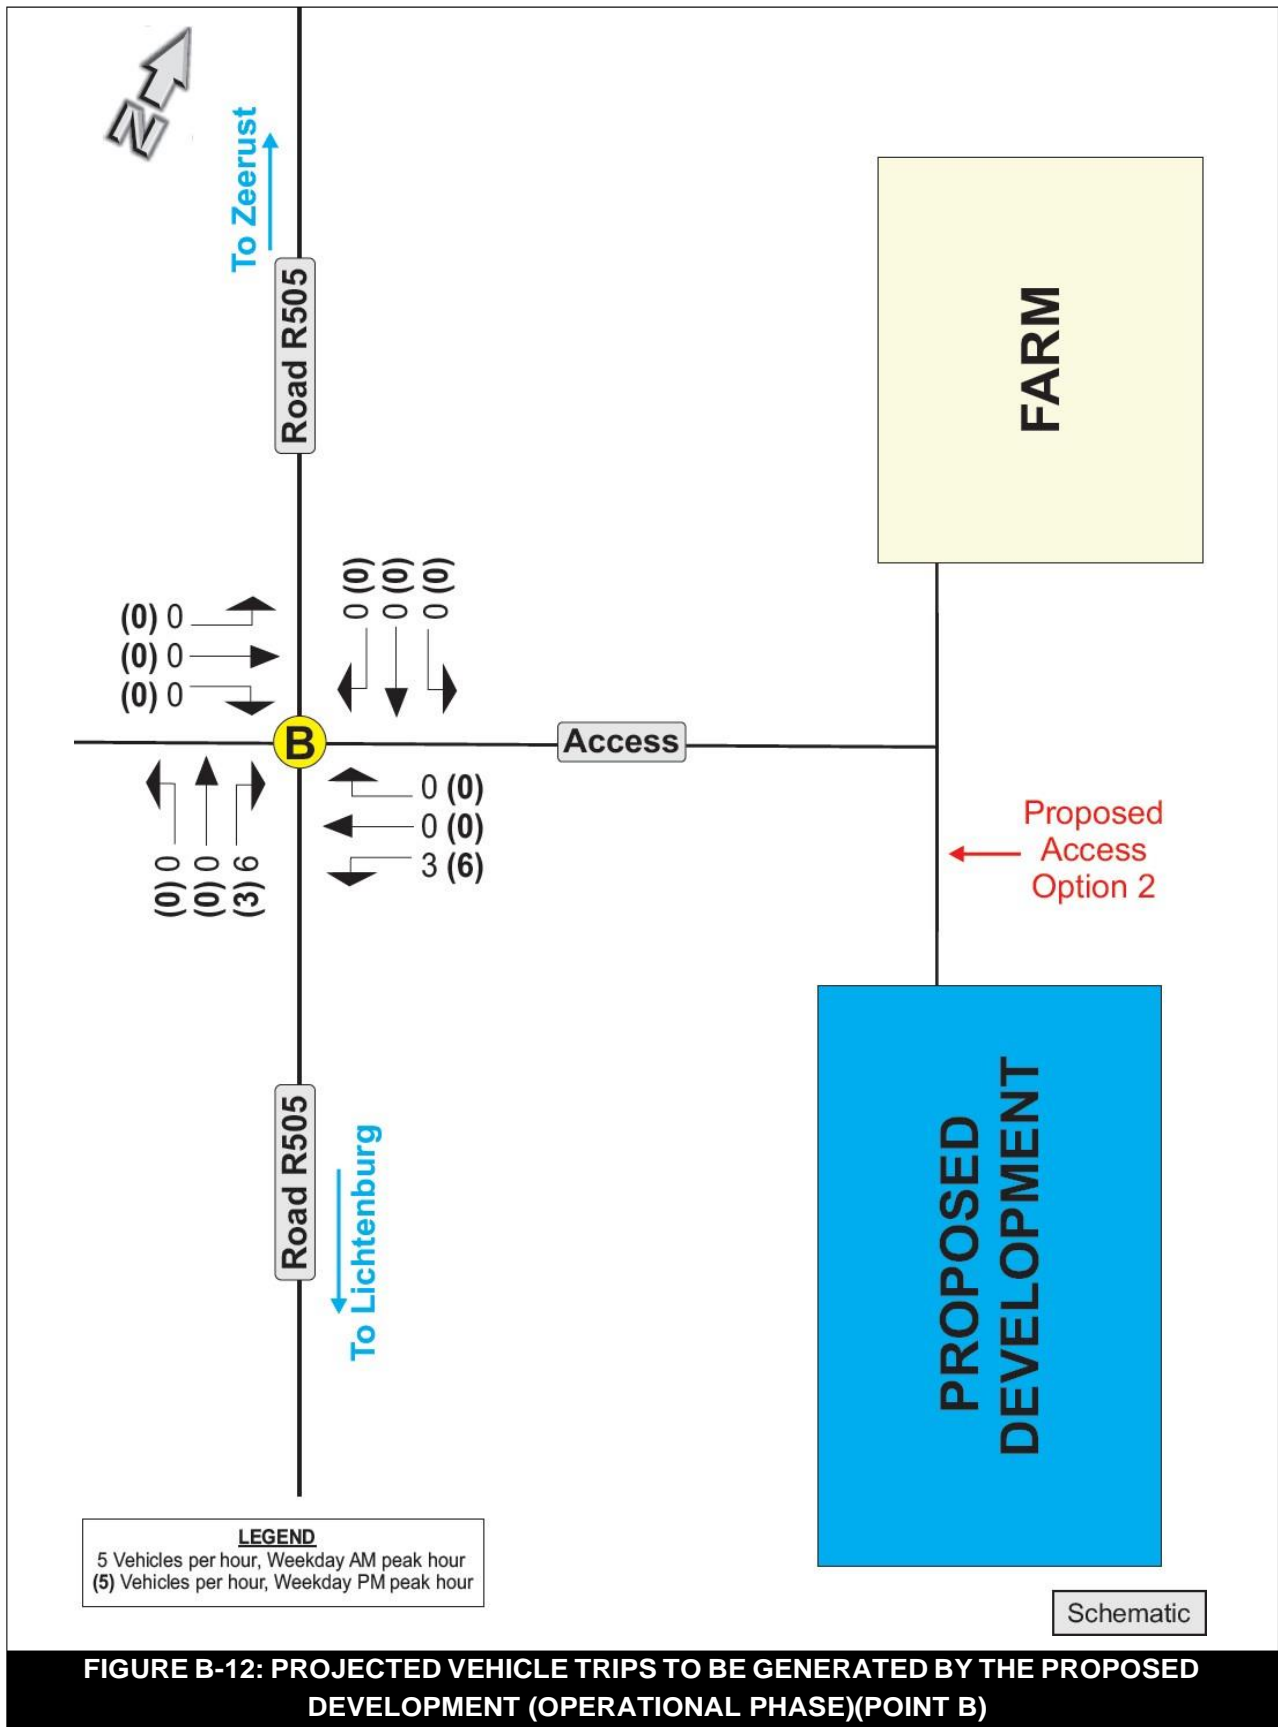 N
To Zeerust
Road R505
FARM
0 (0)
0 (0)
0 (0)
(0) 0
(0) 0
(0) 0
B
Access
0 (0)
0 (0)
3 (6)
(0) 0
(0) 0
(3) 6
Proposed
Access
Option 2
Road R505
To Lichtenburg
PROPOSED
DEVELOPMENT
LEGEND
5 Vehicles per hour, Weekday AM peak hour
(5) Vehicles per hour, Weekday PM peak hour
Schematic
FIGURE B-12: PROJECTED VEHICLE TRIPS TO BE GENERATED BY THE PROPOSED
DEVELOPMENT (OPERATIONAL PHASE)(POINT B)